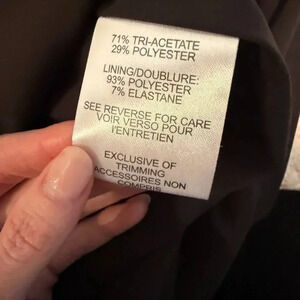 71% TRI-ACETATE
29% POLYESTER
LINING/DOUBLURE:
93% POLYESTER
7% ELASTANE
SEE REVERSE FOR CARE
VOIR VERSO POUR
l'ENTRETIEN
EXCLUSIVE OF
TRIMMING
ACCESSOIRES NON
COMPRIS